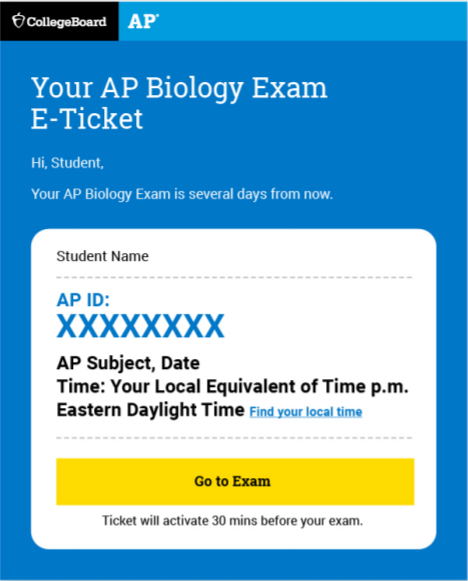 CollegeBoard AP
Your AP Biology Exam
E-Ticket
Hi, Student,
Your AP Biology Exam is several days from now.
Student Name
AP ID:
XXXXXXXX
AP Subject, Date
Time: Your Local Equivalent of Time p.m.
Eastern Daylight Time Find your local time
Go to Exam
Ticket will activate 30 mins before your exam.